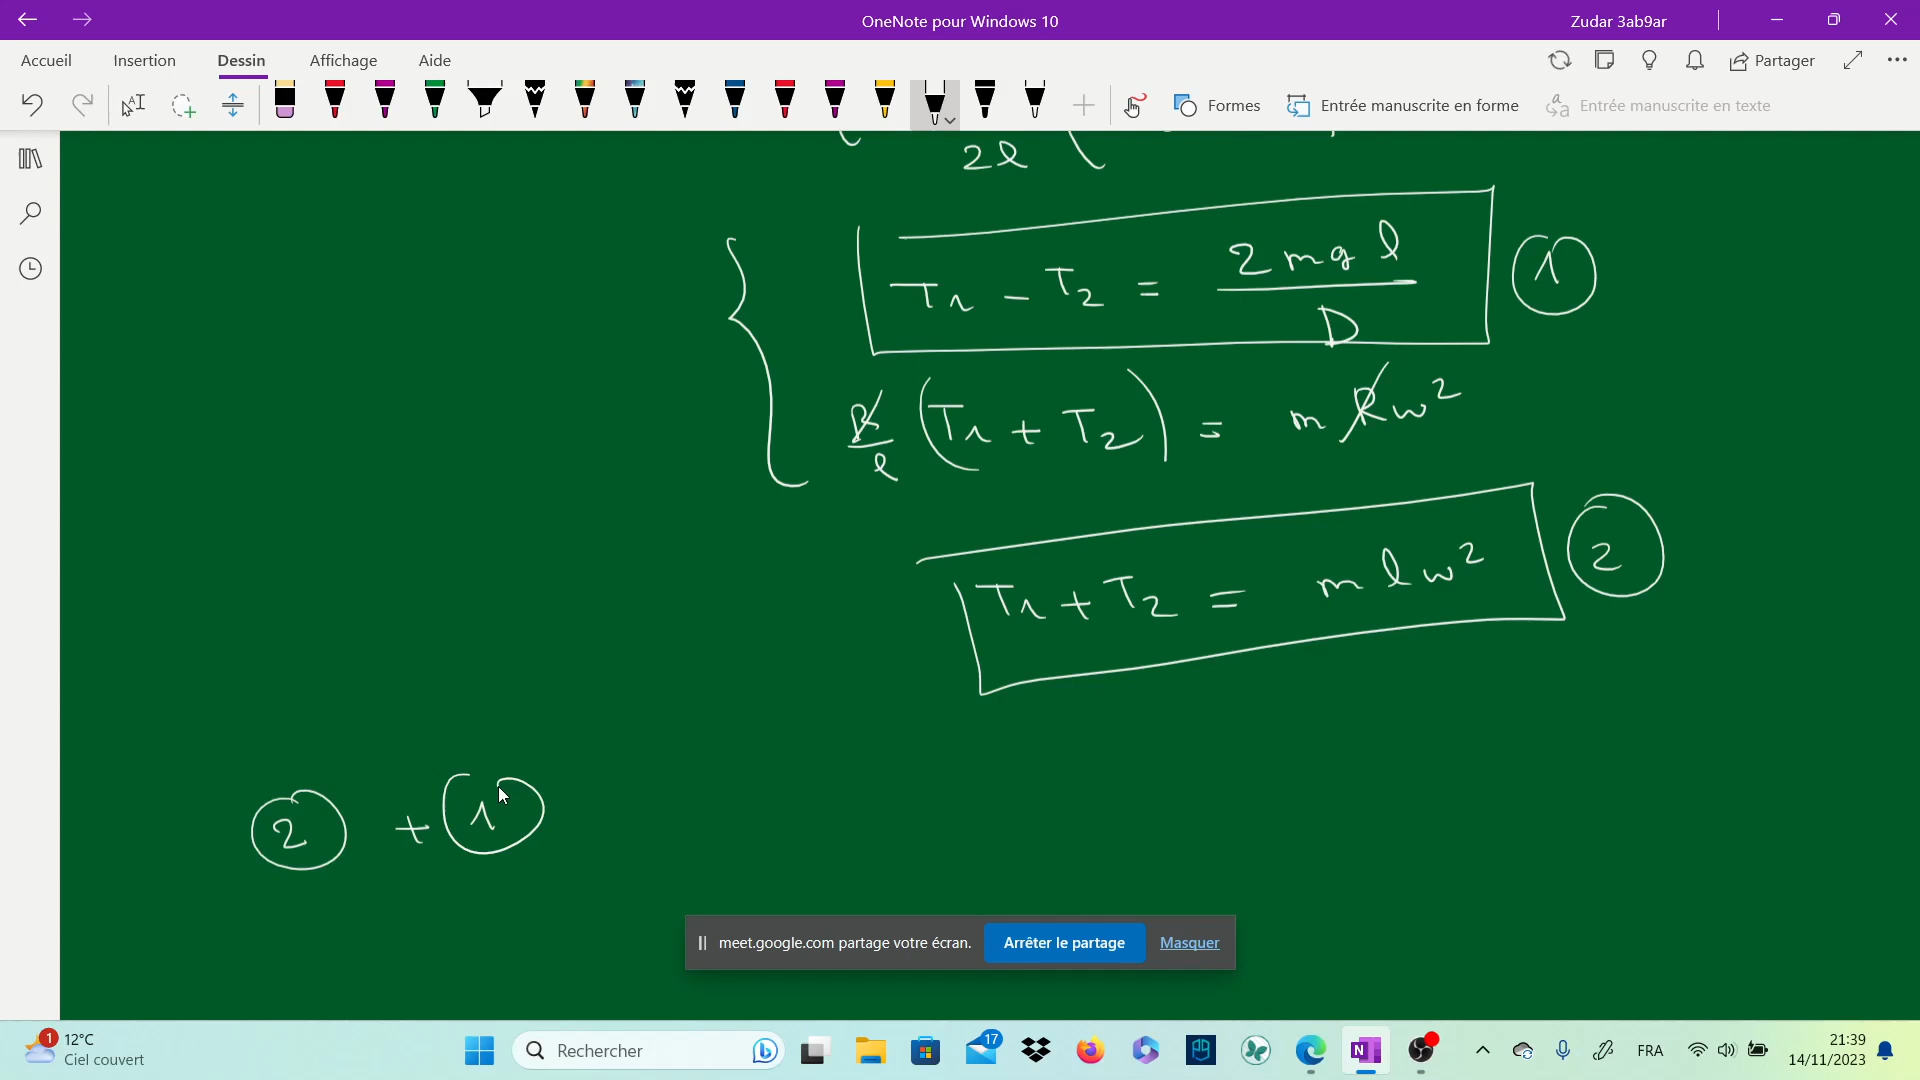 OneNote pour Windows 10
Zudar 3ab9ar
Accueil Insertion Dessin Affichage Aide
Partager
Formes Entrée manuscrite en forme Entrée manuscrite en texte
2l
T1 - T2 = 2mgl / D 1
R/l (T1 + T2) = m R w²
T1 + T2 = m l w² 2
2 + 1
meet.google.com partage votre écran. Arrêter le partage Masquer
1 12°C
Ciel couvert
Rechercher
17
FRA
21:39
14/11/2023